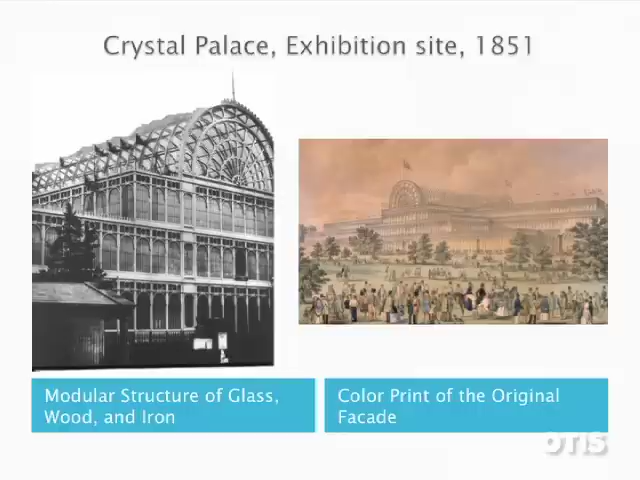 Crystal Palace, Exhibition site, 1851
Modular Structure of Glass,
Wood, and Iron
Color Print of the Original
Facade
OTIS